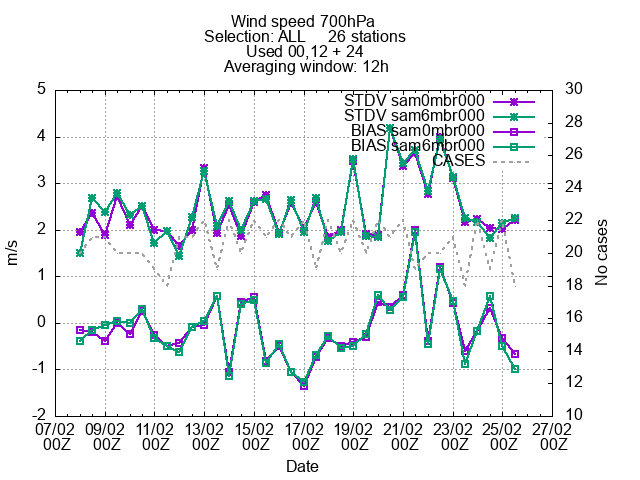 Wind speed 700hPa
Selection: ALL 26 stations
Used 00,12 + 24
Averaging window: 12h
STDV sam0mbr000
STDV sam6mbr000
BIAS sam0mbr000
BIAS sam6mbr000
CASES
m/s
5
4
3
2
1
0
-1
-2
No cases
30
28
26
24
22
20
18
16
14
12
10
07/02 09/02 11/02 13/02 15/02 17/02 19/02 21/02 23/02 25/02 27/02
00Z 00Z 00Z 00Z 00Z 00Z 00Z 00Z 00Z 00Z 00Z
Date